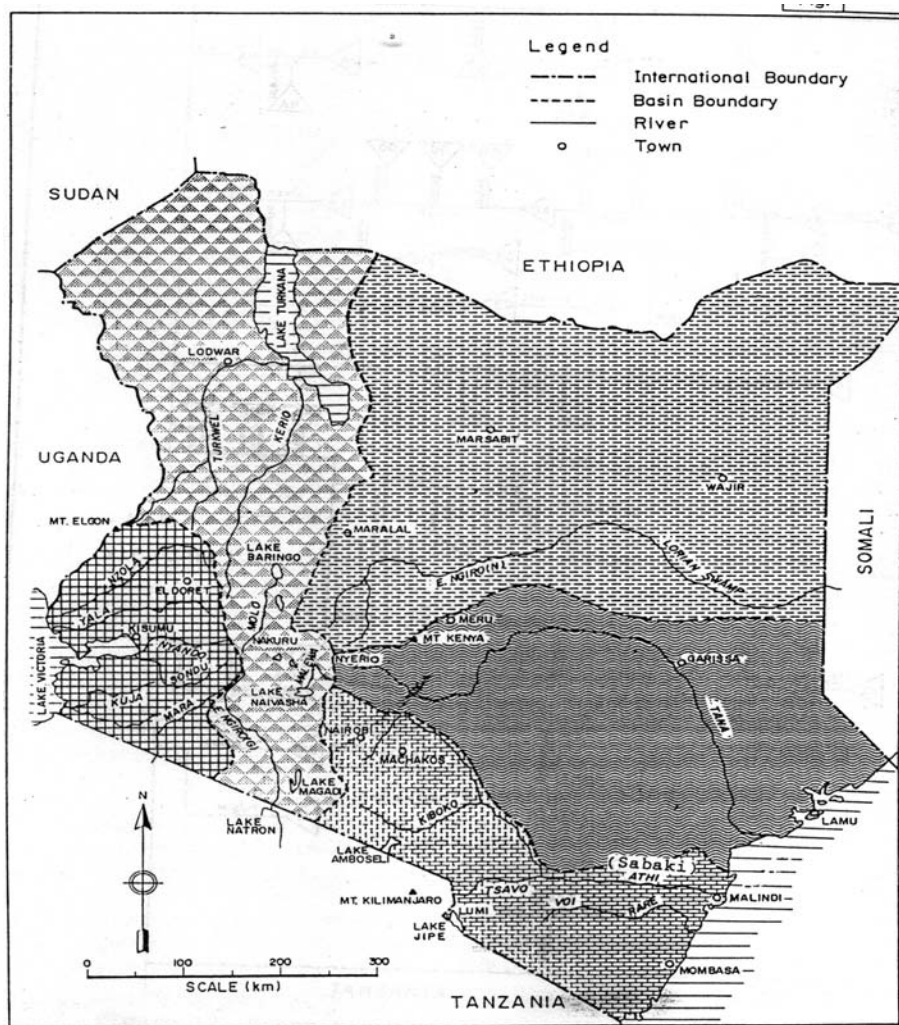 Fig.
Legend
International Boundary
Basin Boundary
River
Town
SUDAN
ETHIOPIA
LAKE TURKANA
LODWAR
TURKWEL
KERIO
MARSABIT
UGANDA
WAJIR
MT. ELGON
MARALAL
SOMALI
LAKE
BARINGO
E. NGIRO(N)
LORIAN SWAMP
NZOLA
ELDORET
MOLO
YALA
MERU
KISUMU
MT KENYA
NYANDO
NAKURU
NYERIO
GARISSA
LAKE VICTORIA
SONDU
LAKE
NAIVASHA
KUJA
MARA
TANA
NAIROBI
MACHAKOS
LAKE
MAGADI
KIBOKO
LAMU
N
LAKE
NATRON
LAKE
AMBOSELI
(Sabaki)
ATHI
TSAVO
MT. KILIMANJARO
VOI
RARE
MALINDI
LUMI
LAKE
JIPE
0 100 200 300
SCALE (km)
MOMBASA
TANZANIA